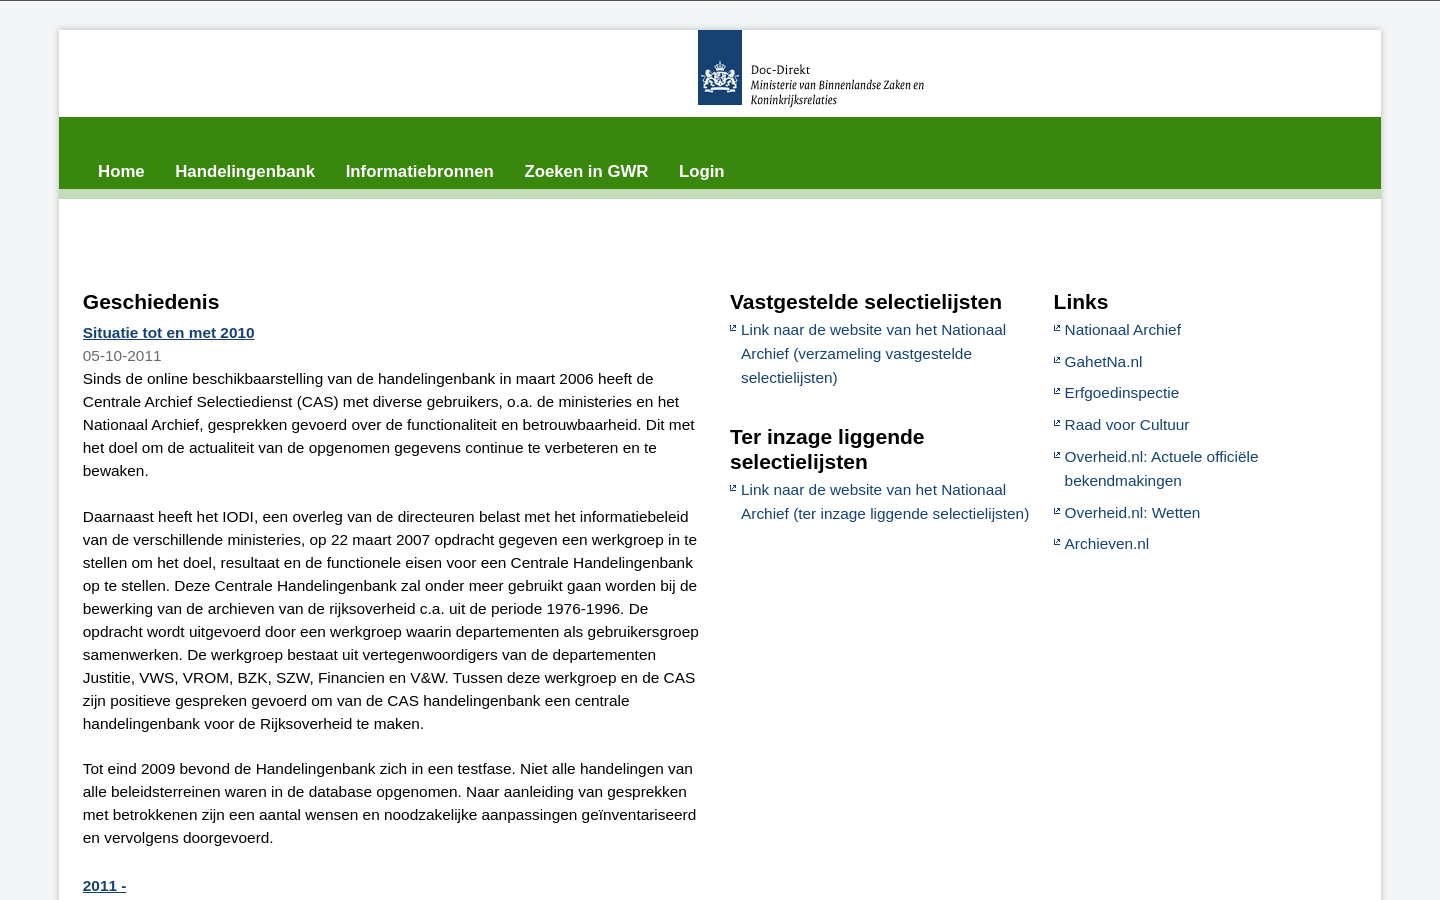 Doc-Direkt
Ministerie van Binnenlandse Zaken en
Koninkrijksrelaties
Home
Handelingenbank
Informatiebronnen
Zoeken in GWR
Login
Geschiedenis
Situatie tot en met 2010
05-10-2011
Sinds de online beschikbaarstelling van de handelingenbank in maart 2006 heeft de
Centrale Archief Selectiedienst (CAS) met diverse gebruikers, o.a. de ministeries en het
Nationaal Archief, gesprekken gevoerd over de functionaliteit en betrouwbaarheid. Dit met
het doel om de actualiteit van de opgenomen gegevens continue te verbeteren en te
bewaken.
Daarnaast heeft het IODI, een overleg van de directeuren belast met het informatiebeleid
van de verschillende ministeries, op 22 maart 2007 opdracht gegeven een werkgroep in te
stellen om het doel, resultaat en de functionele eisen voor een Centrale Handelingenbank
op te stellen. Deze Centrale Handelingenbank zal onder meer gebruikt gaan worden bij de
bewerking van de archieven van de rijksoverheid c.a. uit de periode 1976-1996. De
opdracht wordt uitgevoerd door een werkgroep waarin departementen als gebruikersgroep
samenwerken. De werkgroep bestaat uit vertegenwoordigers van de departementen
Justitie, VWS, VROM, BZK, SZW, Financien en V&W. Tussen deze werkgroep en de CAS
zijn positieve gespreken gevoerd om van de CAS handelingenbank een centrale
handelingenbank voor de Rijksoverheid te maken.
Tot eind 2009 bevond de Handelingenbank zich in een testfase. Niet alle handelingen van
alle beleidsterreinen waren in de database opgenomen. Naar aanleiding van gesprekken
met betrokkenen zijn een aantal wensen en noodzakelijke aanpassingen geïnventariseerd
en vervolgens doorgevoerd.
2011 -
Vastgestelde selectielijsten
Link naar de website van het Nationaal
Archief (verzameling vastgestelde
selectielijsten)
Ter inzage liggende
selectielijsten
Link naar de website van het Nationaal
Archief (ter inzage liggende selectielijsten)
Links
Nationaal Archief
GahetNa.nl
Erfgoedinspectie
Raad voor Cultuur
Overheid.nl: Actuele officiële
bekendmakingen
Overheid.nl: Wetten
Archieven.nl